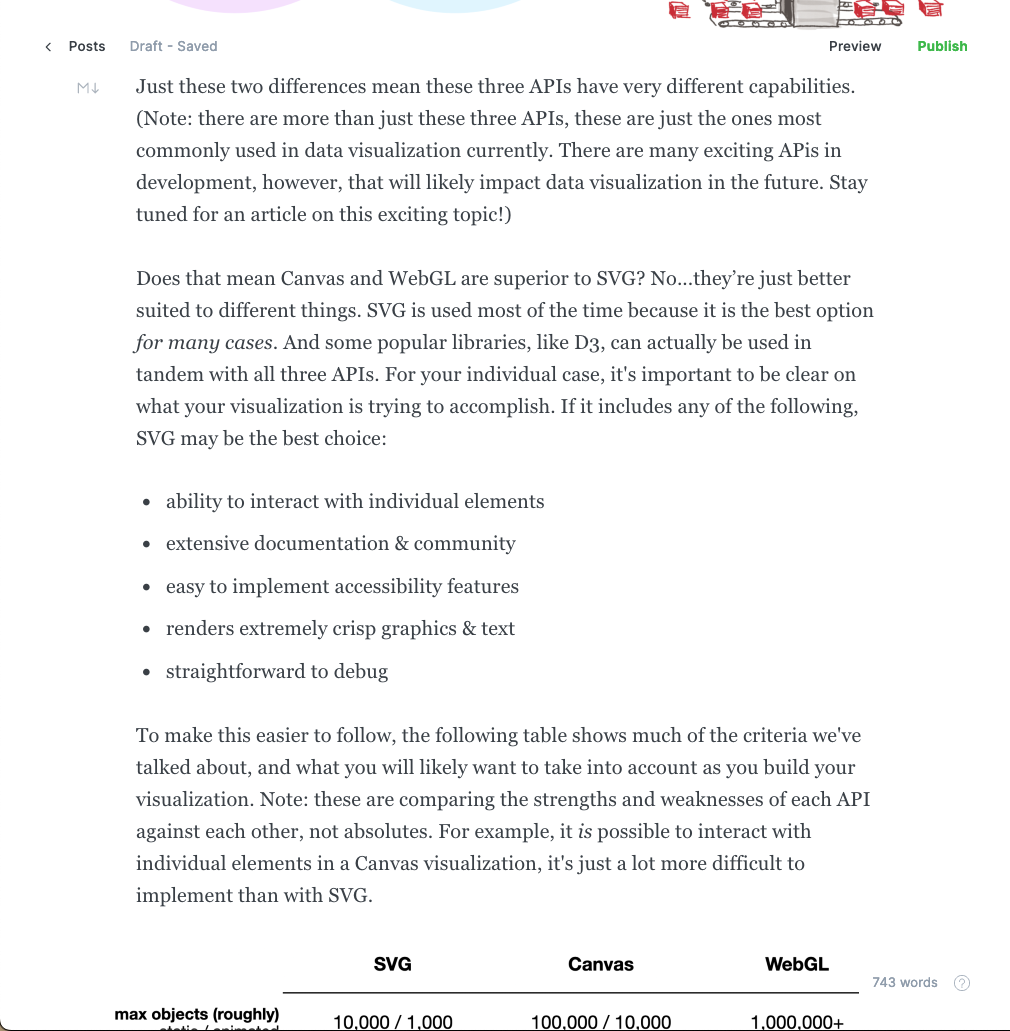 Posts Draft - Saved Preview Publish
M↓
Just these two differences mean these three APIs have very different capabilities.
(Note: there are more than just these three APIs, these are just the ones most
commonly used in data visualization currently. There are many exciting APis in
development, however, that will likely impact data visualization in the future. Stay
tuned for an article on this exciting topic!)
Does that mean Canvas and WebGL are superior to SVG? No...they’re just better
suited to different things. SVG is used most of the time because it is the best option
for many cases. And some popular libraries, like D3, can actually be used in
tandem with all three APIs. For your individual case, it's important to be clear on
what your visualization is trying to accomplish. If it includes any of the following,
SVG may be the best choice:
• ability to interact with individual elements
• extensive documentation & community
• easy to implement accessibility features
• renders extremely crisp graphics & text
• straightforward to debug
To make this easier to follow, the following table shows much of the criteria we've
talked about, and what you will likely want to take into account as you build your
visualization. Note: these are comparing the strengths and weaknesses of each API
against each other, not absolutes. For example, it is possible to interact with
individual elements in a Canvas visualization, it's just a lot more difficult to
implement than with SVG.
SVG Canvas WebGL
743 words ?
max objects (roughly) 10,000 / 1,000 100,000 / 10,000 1,000,000+
static / animated